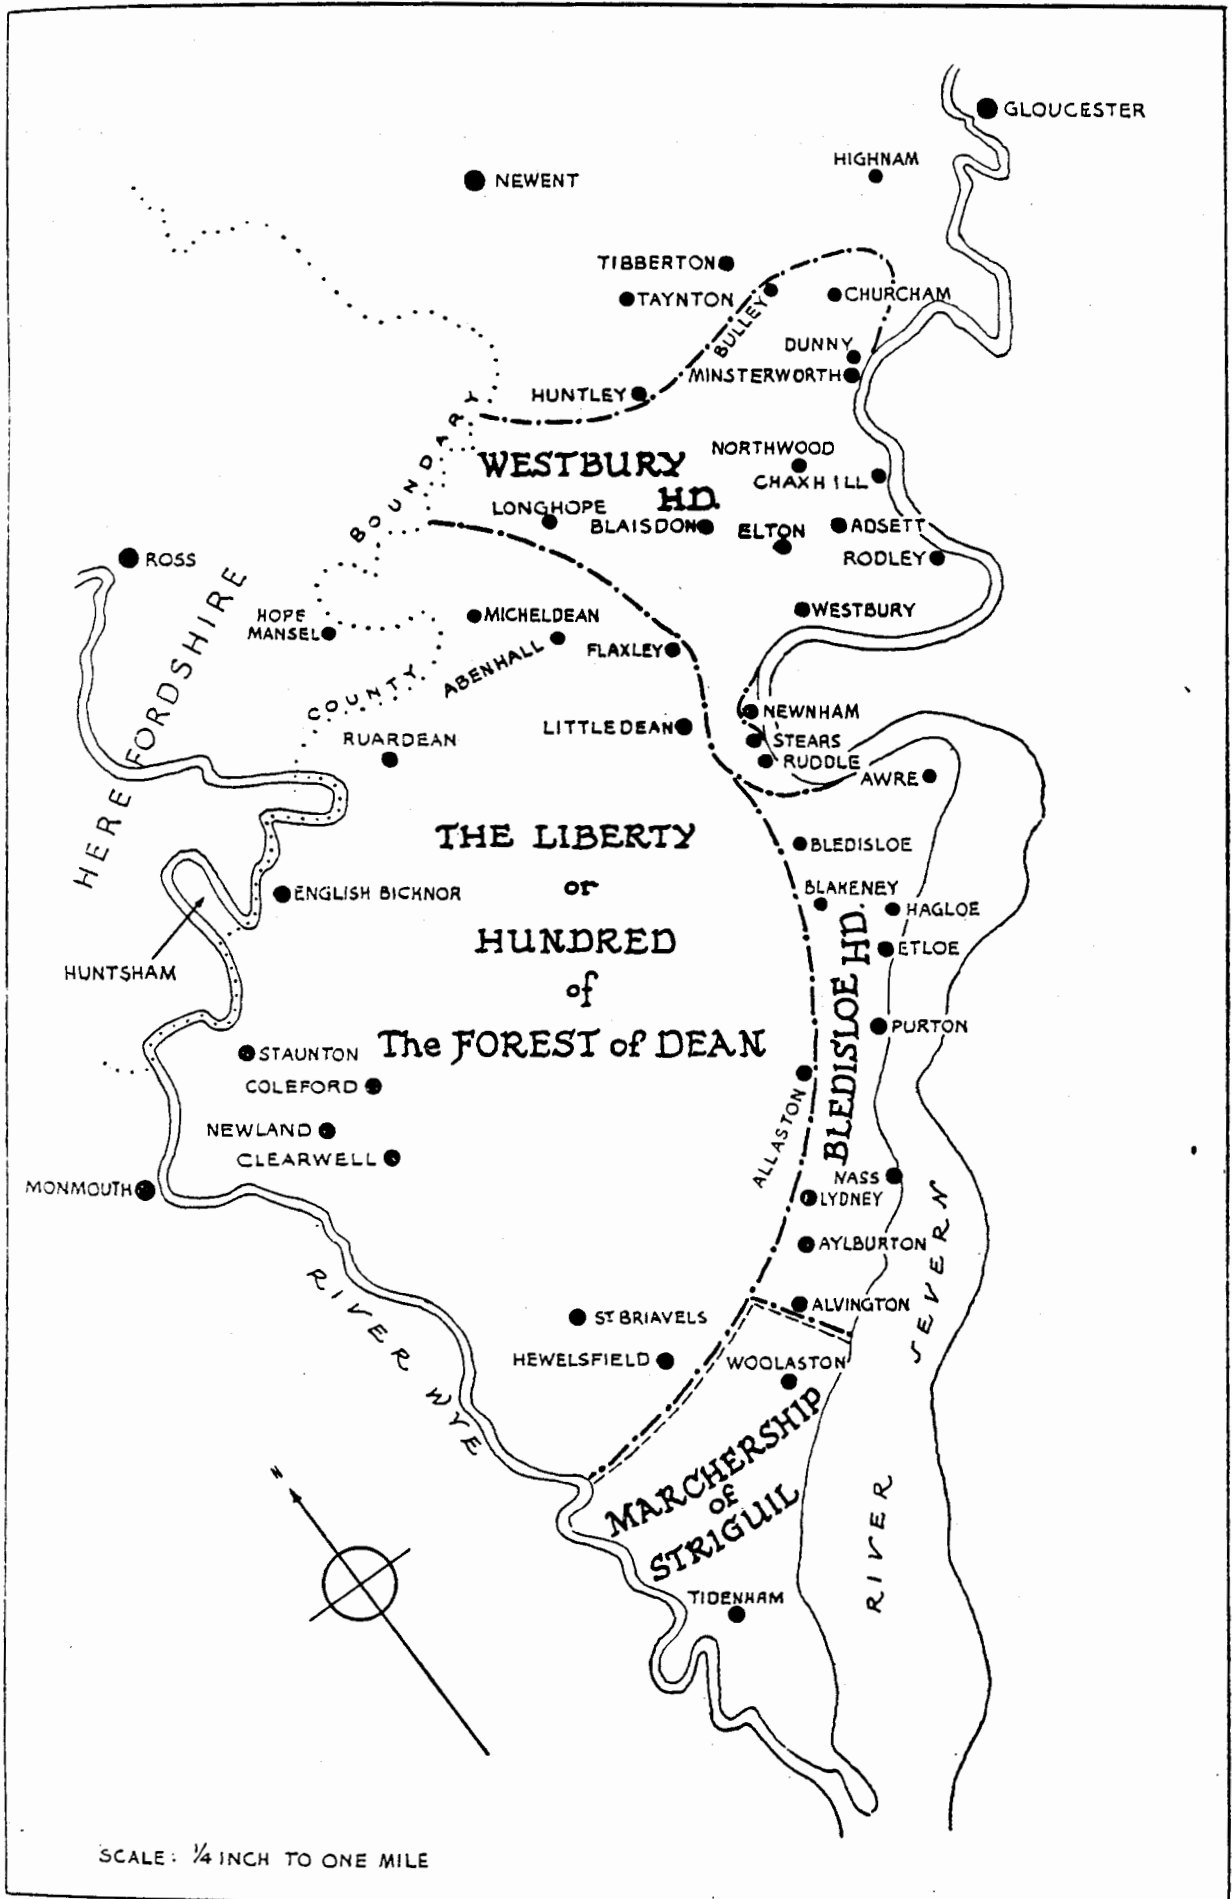 GLOUCESTER
HIGHNAM
NEWENT
TIBBERTON
TAYNTON
BULLEY
CHURCHAM
DUNNY
MINSTERWORTH
HUNTLEY
BOUNDARY
WESTBURY
HD.
NORTHWOOD
CHAXHILL
LONGHOPE
BLAISDON
ELTON
ADSETT
RODLEY
ROSS
HEREFORDSHIRE
HOPE
MANSEL
MICHELDEAN
WESTBURY
ABENHALL
FLAXLEY
COUNTY
RUARDEAN
LITTLEDEAN
NEWNHAM
STEARS
RUDDLE
AWRE
THE LIBERTY
or
HUNDRED
of
The FOREST of DEAN
BLEDISLOE
BLAKENEY
HAGLOE
ETLOE
BLEDISLOE HD.
PURTON
ENGLISH BICKNOR
HUNTSHAM
STAUNTON
COLEFORD
NEWLAND
CLEARWELL
MONMOUTH
ALLASTON
NASS
LYDNEY
AYLBURTON
ALVINGTON
RIVER WYE
ST BRIAVELS
HEWELSFIELD
WOOLASTON
MARCHERSHIP
OF
STRIGUIL
TIDENHAM
RIVER SEVERN
N
SCALE: ¼ INCH TO ONE MILE